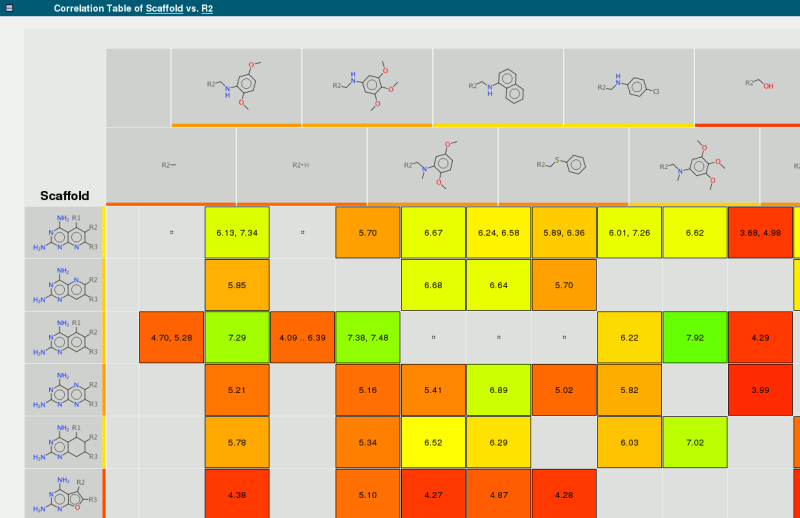 Correlation Table of Scaffold vs. R2
R2 N H O O
R2 H N O O O
R2 N H
R2 H N Cl
R2 OH
R2
R2 H
R2 N O O
R2 S
R2 N O O O
Scaffold
NH2 R1 R2 R3 N N H2N
6.13, 7.34 5.70 6.67 6.24, 6.58 5.89, 6.36 6.01, 7.26 6.62 3.68, 4.98
NH2 N R2 N N H2N R3
5.85 6.68 6.64 5.70
NH2 R1 R2 R3 N N H2N
4.70, 5.28 7.29 4.09 .. 6.39 7.38, 7.48 6.22 7.92 4.29
NH2 N R2 N N N H2N R3
5.21 5.16 5.41 6.89 5.02 5.82 3.99
NH2 R1 R2 R3 N N H2N
5.78 5.34 6.52 6.29 6.03 7.02
NH2 R2 R3 N N O H2N
4.38 5.10 4.27 4.87 4.28